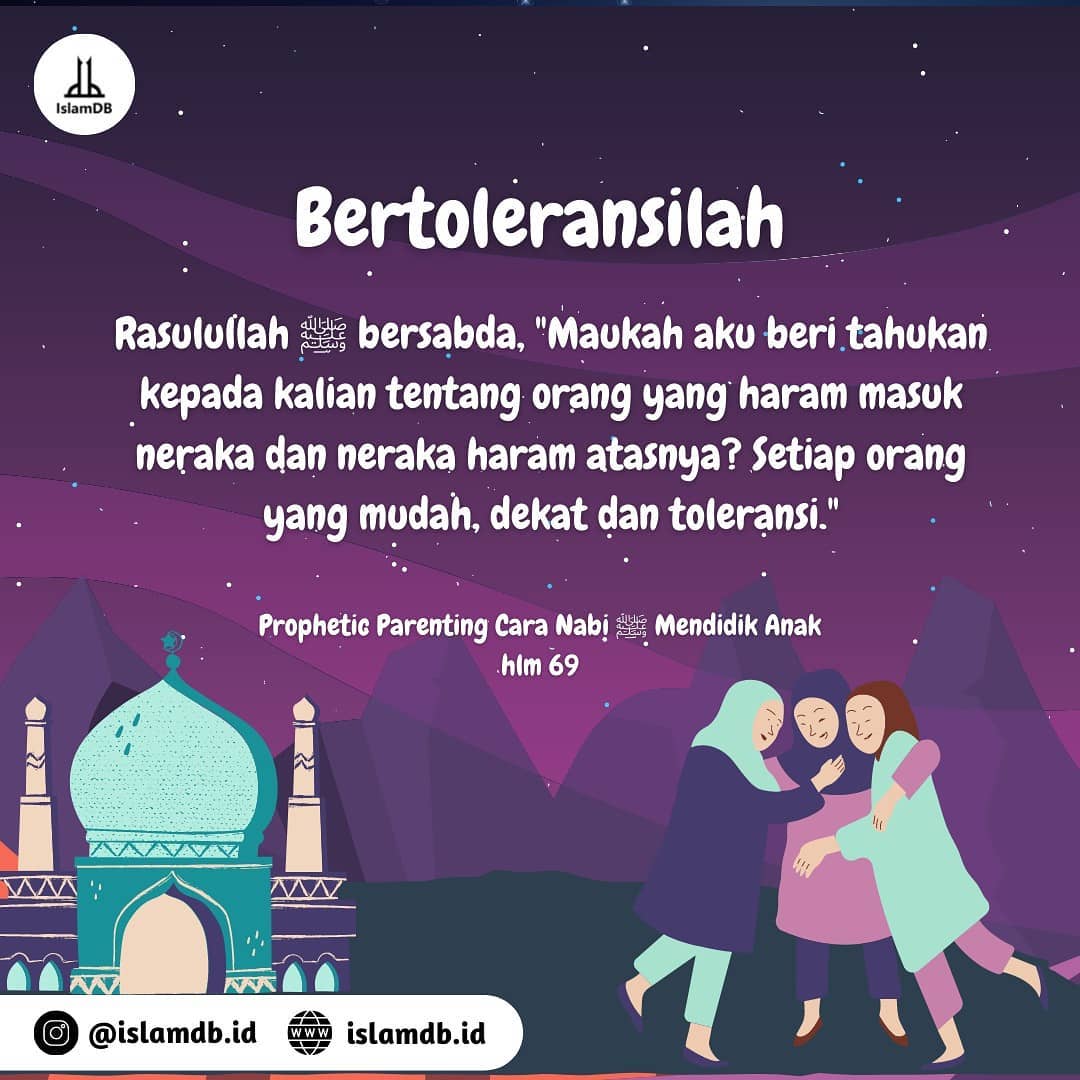 IslamDB
Bertoleransilah
Rasulullah ﷺ bersabda, "Maukah aku beri tahukan
kepada kalian tentang orang yang haram masuk
neraka dan neraka haram atasnya? Setiap orang
yang mudah, dekat dan toleransi."
Prophetic Parenting Cara Nabi ﷺ Mendidik Anak
hlm 69
@islamdb.id
www
islamdb.id